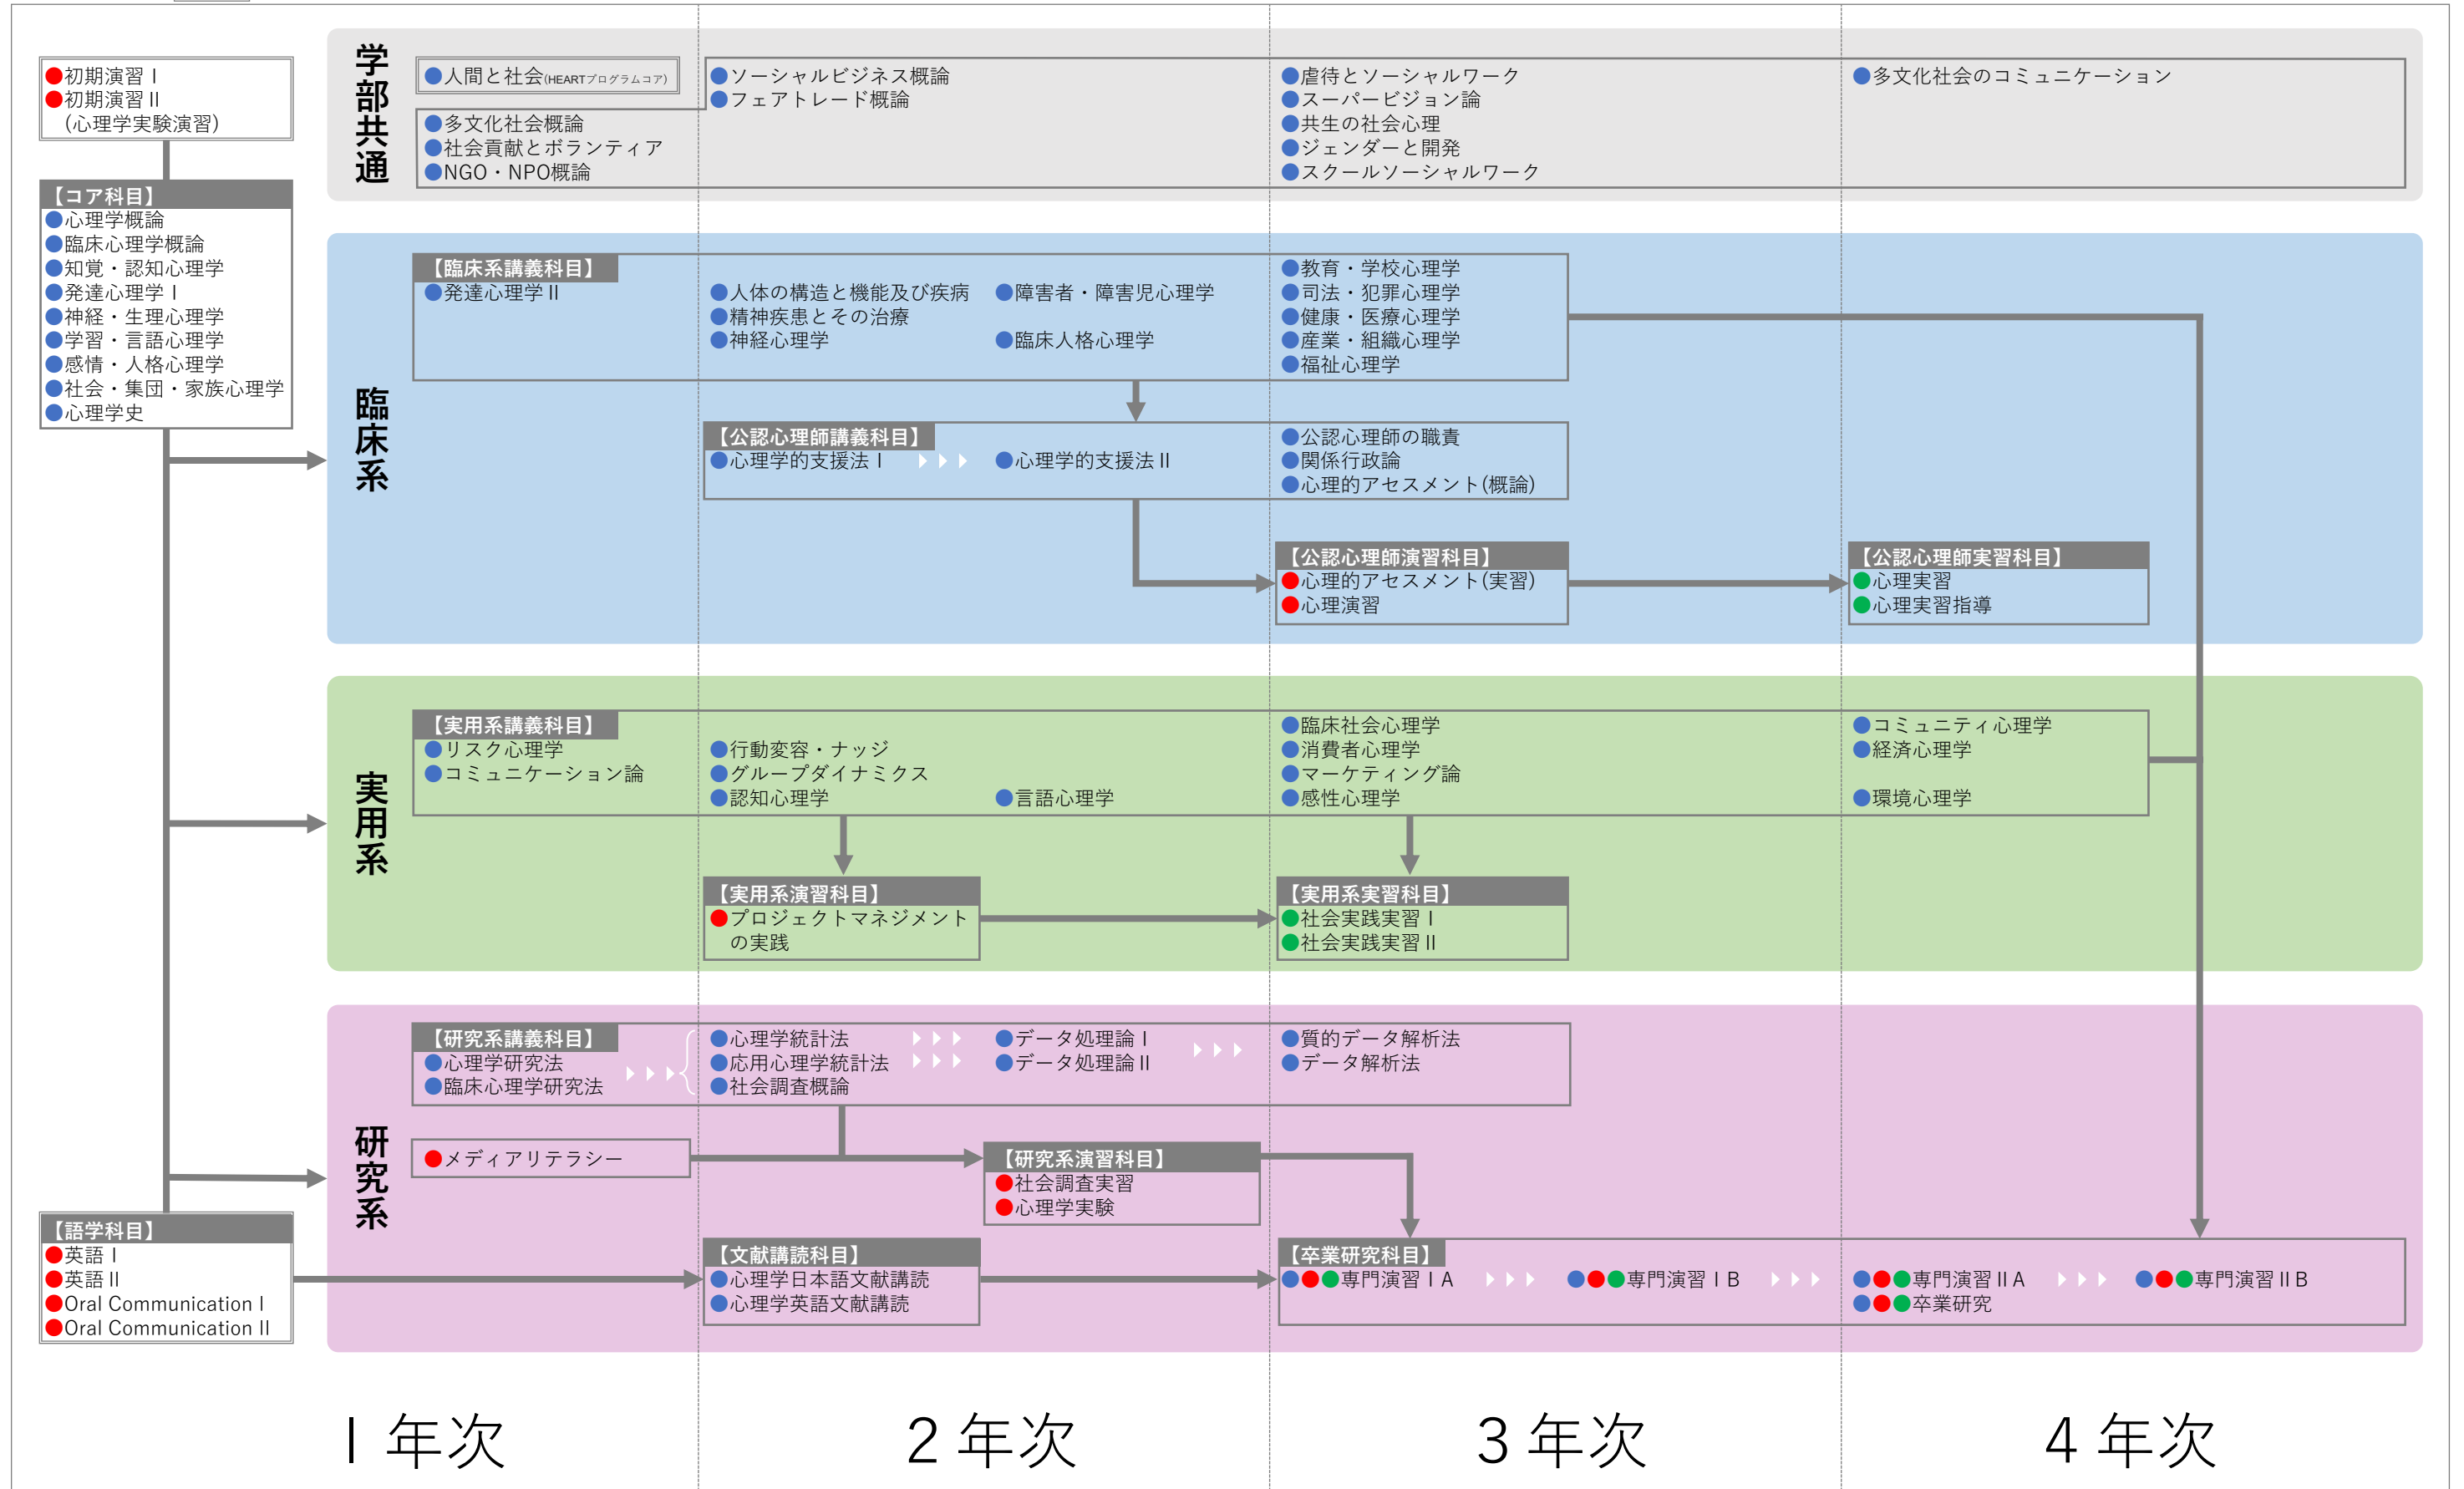 ●初期演習Ⅰ
●初期演習Ⅱ
(心理学実験演習)
【コア科目】
●心理学概論
●臨床心理学概論
●知覚・認知心理学
●発達心理学Ⅰ
●神経・生理心理学
●学習・言語心理学
●感情・人格心理学
●社会・集団・家族心理学
●心理学史
【語学科目】
●英語Ⅰ
●英語Ⅱ
●Oral Communication Ⅰ
●Oral Communication Ⅱ
学部共通
●人間と社会(HEARTプログラムコア)
●多文化社会概論
●社会貢献とボランティア
●NGO・NPO概論
●ソーシャルビジネス概論
●フェアトレード概論
●虐待とソーシャルワーク
●スーパービジョン論
●共生の社会心理
●ジェンダーと開発
●スクールソーシャルワーク
●多文化社会のコミュニケーション
臨床系
【臨床系講義科目】
●発達心理学Ⅱ
●人体の構造と機能及び疾病
●精神疾患とその治療
●神経心理学
●障害者・障害児心理学
●臨床人格心理学
●教育・学校心理学
●司法・犯罪心理学
●健康・医療心理学
●産業・組織心理学
●福祉心理学
【公認心理師講義科目】
●心理学的支援法Ⅰ
●心理学的支援法Ⅱ
●公認心理師の職責
●関係行政論
●心理的アセスメント(概論)
【公認心理師演習科目】
●心理的アセスメント(実習)
●心理演習
【公認心理師実習科目】
●心理実習
●心理実習指導
実用系
【実用系講義科目】
●リスク心理学
●コミュニケーション論
●行動変容・ナッジ
●グループダイナミクス
●認知心理学
●言語心理学
●臨床社会心理学
●消費者心理学
●マーケティング論
●感性心理学
●コミュニティ心理学
●経済心理学
●環境心理学
【実用系演習科目】
●プロジェクトマネジメント
の実践
【実用系実習科目】
●社会実践実習Ⅰ
●社会実践実習Ⅱ
研究系
【研究系講義科目】
●心理学研究法
●臨床心理学研究法
●心理学統計法
●応用心理学統計法
●社会調査概論
●データ処理論Ⅰ
●データ処理論Ⅱ
●質的データ解析法
●データ解析法
●メディアリテラシー
【研究系演習科目】
●社会調査実習
●心理学実験
【文献講読科目】
●心理学日本語文献講読
●心理学英語文献講読
【卒業研究科目】
●●●専門演習ⅠA
●●●専門演習ⅠB
●●●専門演習ⅡA
●●●卒業研究
●●●専門演習ⅡB
1年次
2年次
3年次
4年次